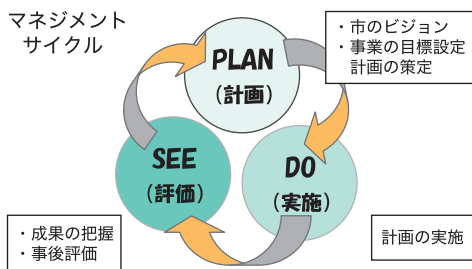 マネジメント
サイクル
PLAN
(計画)
・市のビジョン
・事業の目標設定
計画の策定
SEE
(評価)
DO
(実施)
・成果の把握
・事後評価
計画の実施